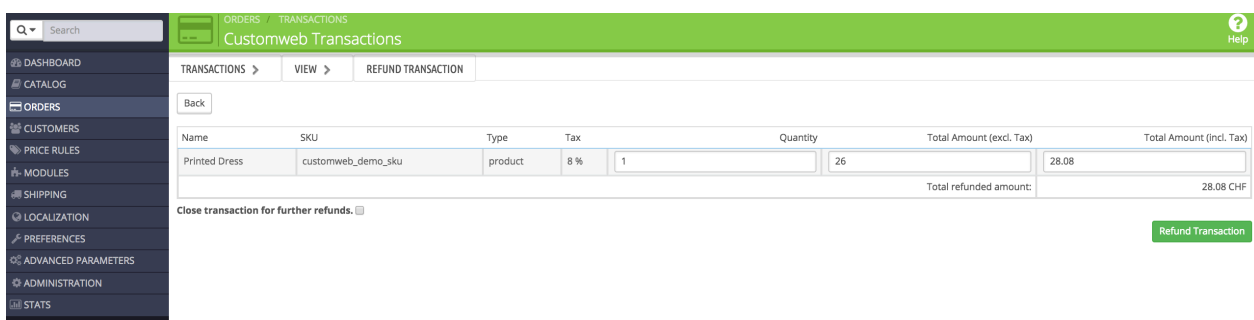 Search
DASHBOARD
CATALOG
ORDERS
CUSTOMERS
PRICE RULES
MODULES
SHIPPING
LOCALIZATION
PREFERENCES
ADVANCED PARAMETERS
ADMINISTRATION
STATS
ORDERS / TRANSACTIONS
Customweb Transactions
Help
TRANSACTIONS > VIEW > REFUND TRANSACTION
Back
Name SKU Type Tax Quantity Total Amount (excl. Tax) Total Amount (incl. Tax)
Printed Dress customweb_demo_sku product 8 % 1 26 28.08
Total refunded amount: 28.08 CHF
Close transaction for further refunds.
Refund Transaction